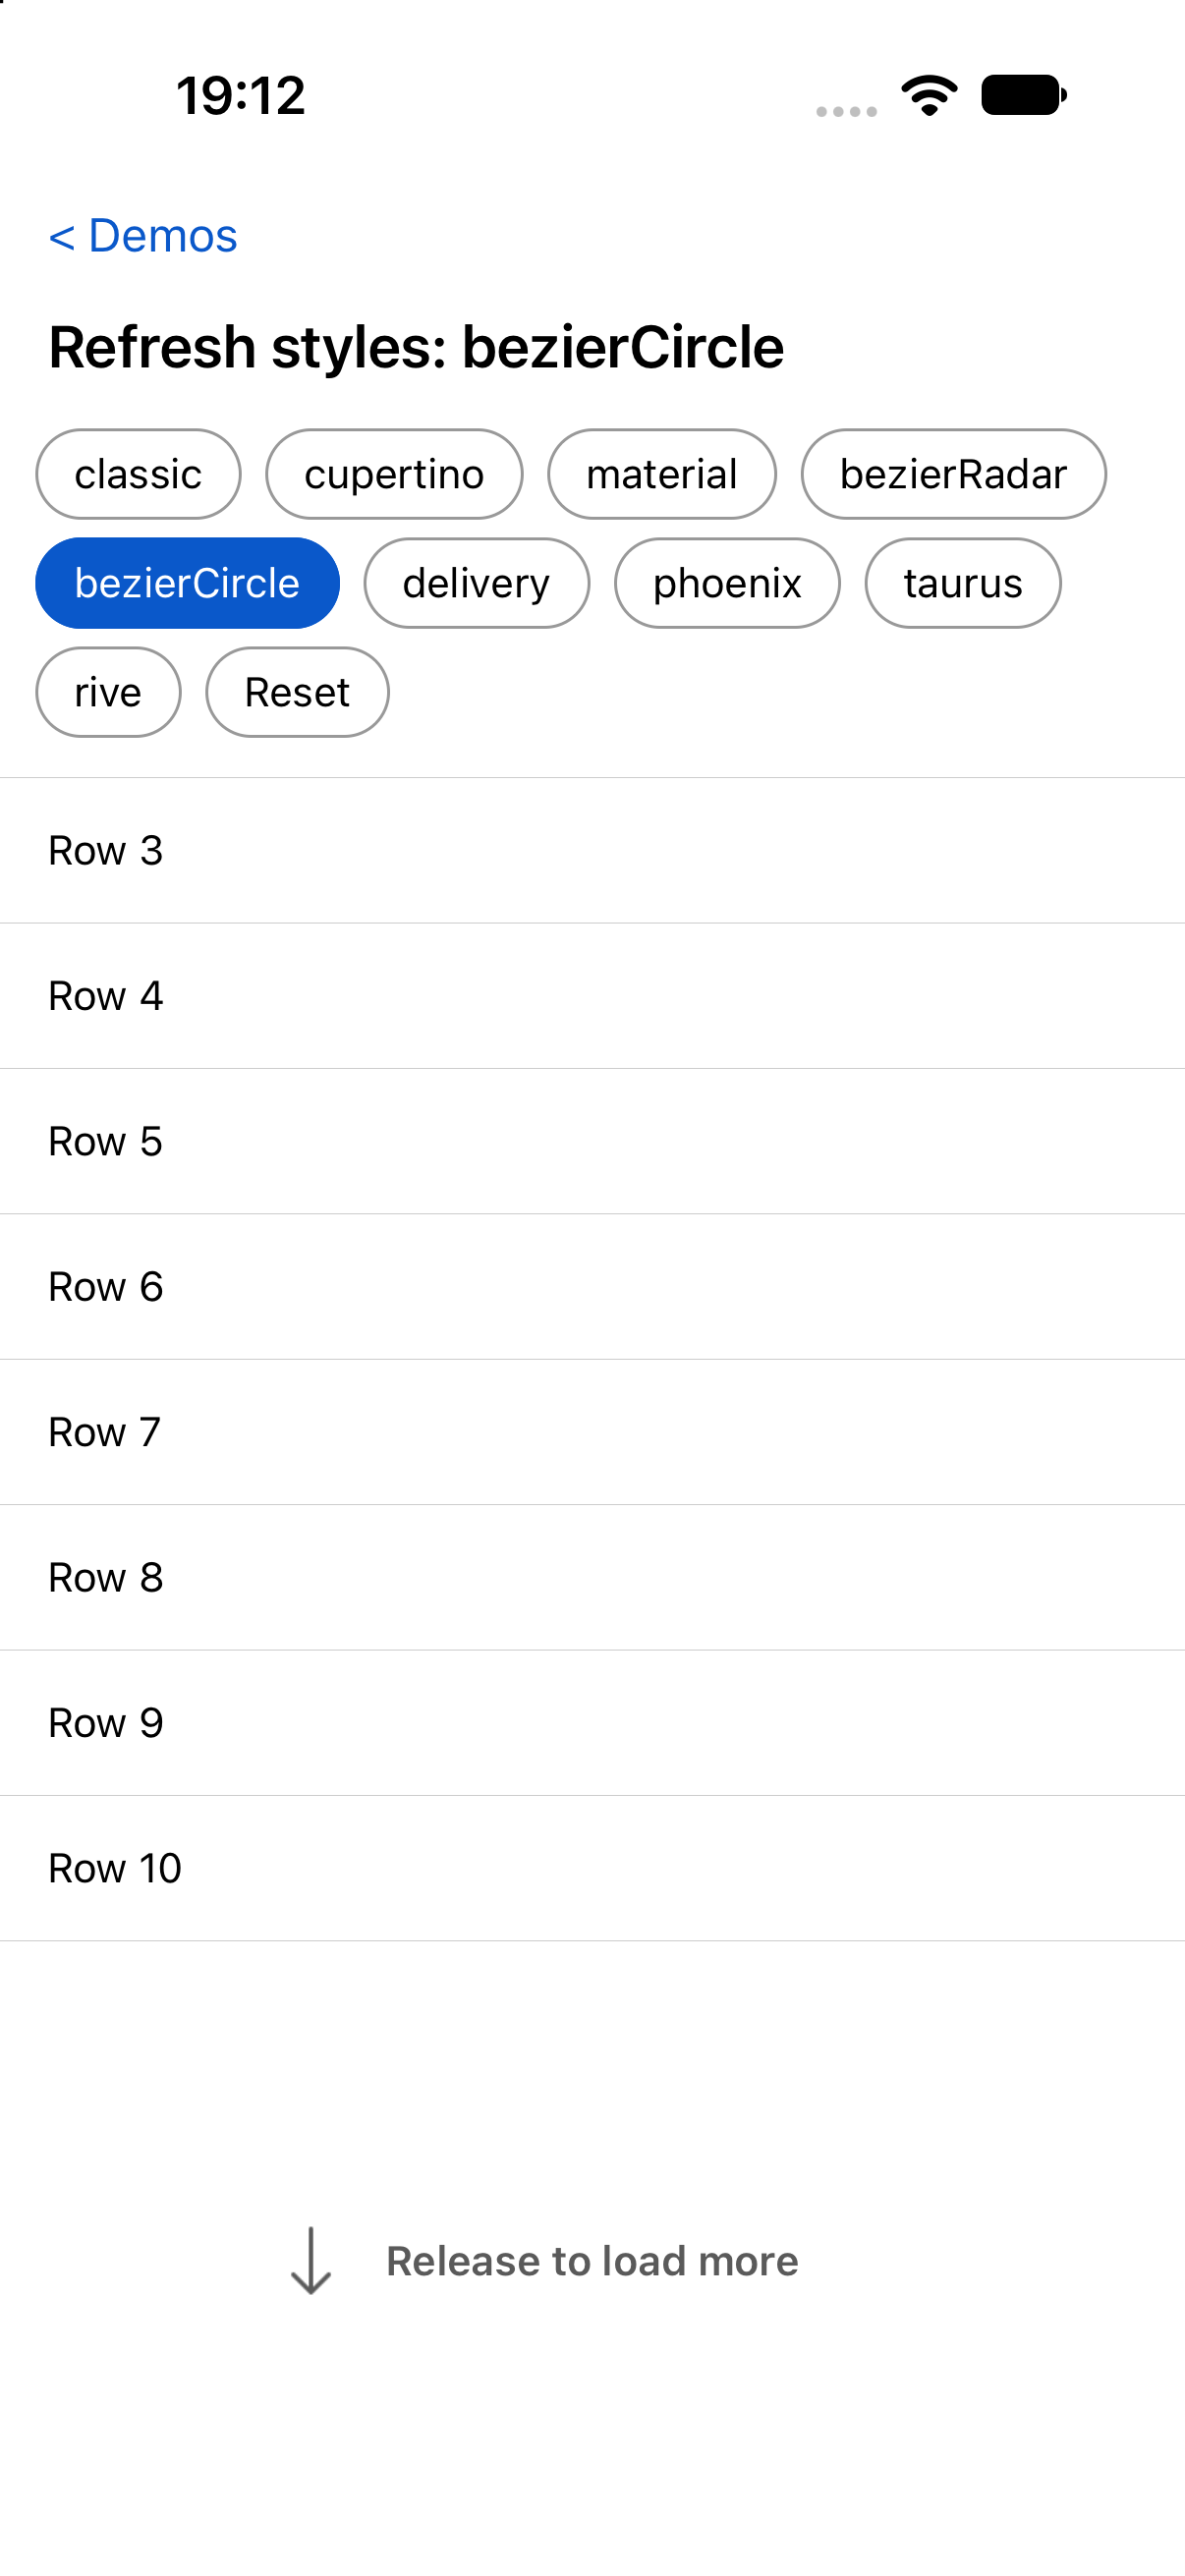 19:12
< Demos
Refresh styles: bezierCircle
classic cupertino material bezierRadar
bezierCircle delivery phoenix taurus
rive Reset
Row 3
Row 4
Row 5
Row 6
Row 7
Row 8
Row 9
Row 10
Release to load more